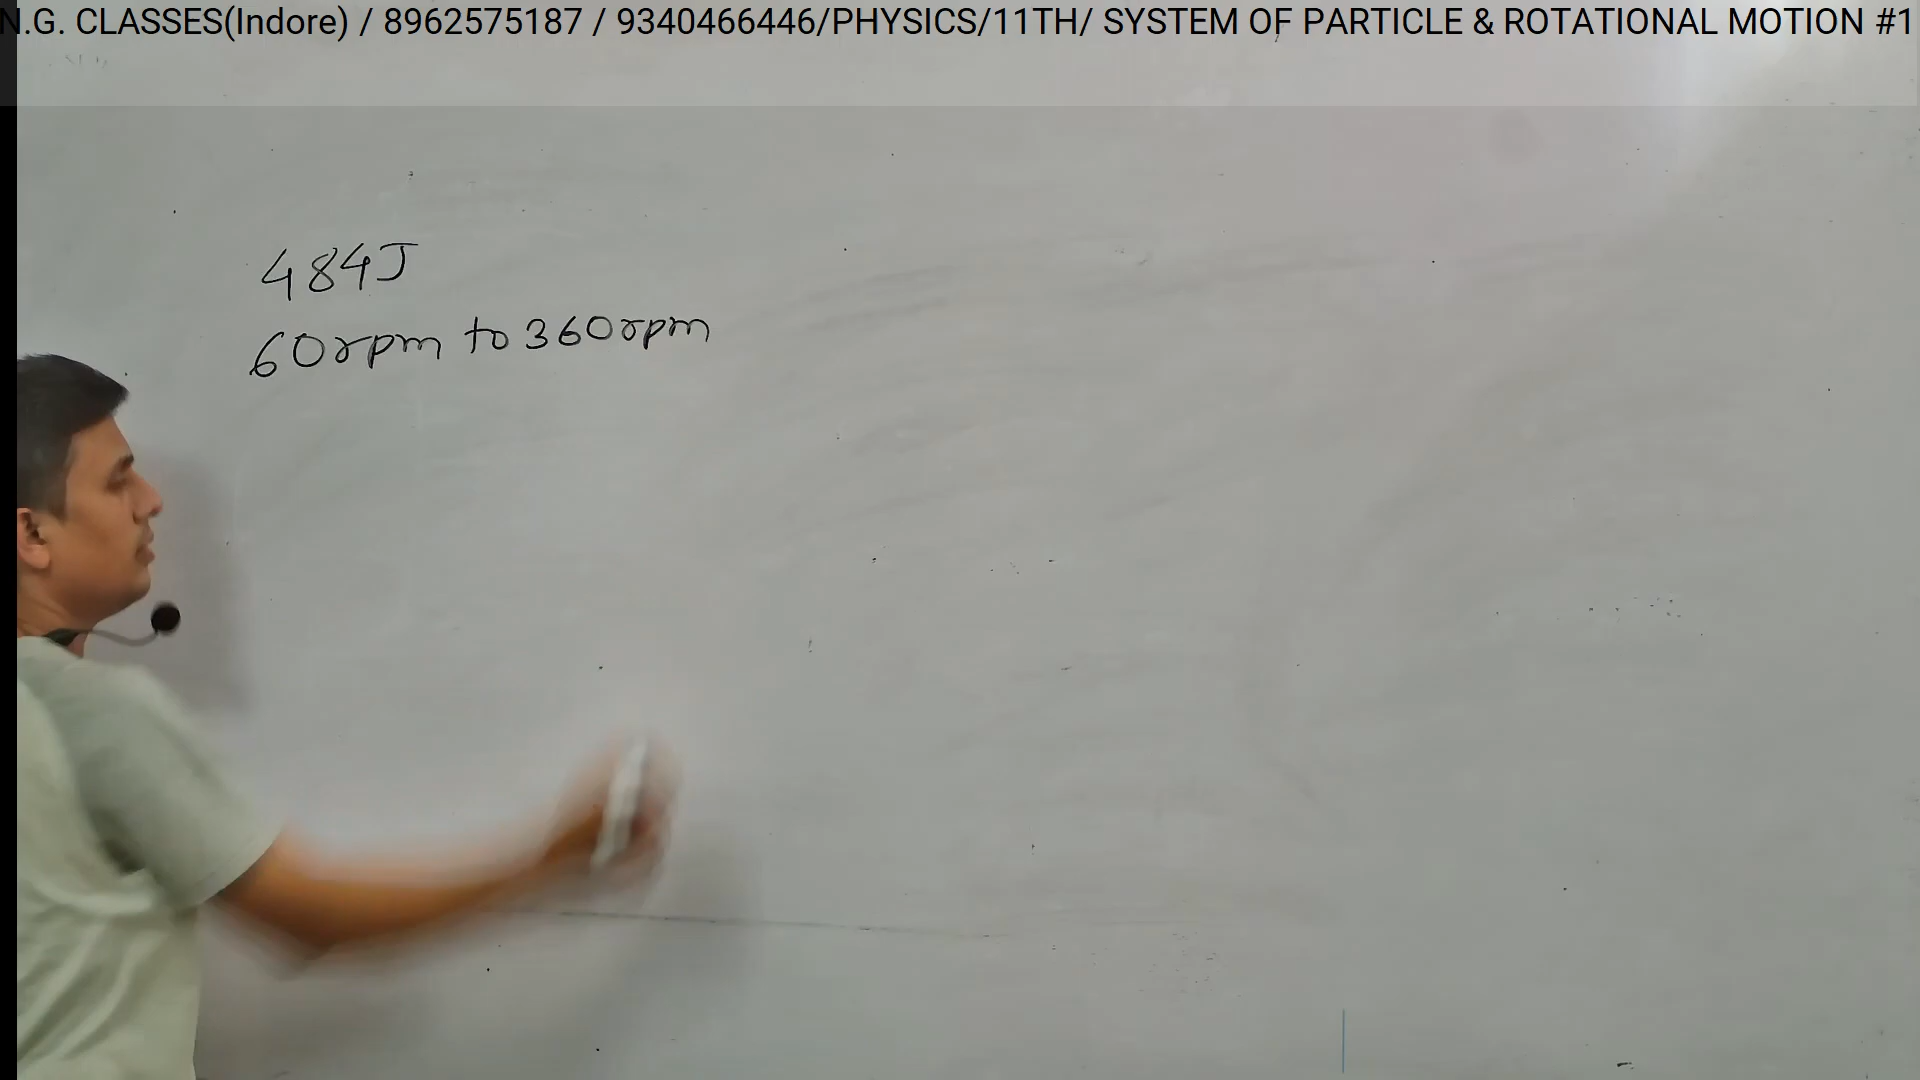 N.G. CLASSES(Indore) / 8962575187 / 9340466446/PHYSICS/11TH/ SYSTEM OF PARTICLE & ROTATIONAL MOTION #1
484J
60rpm to 360rpm